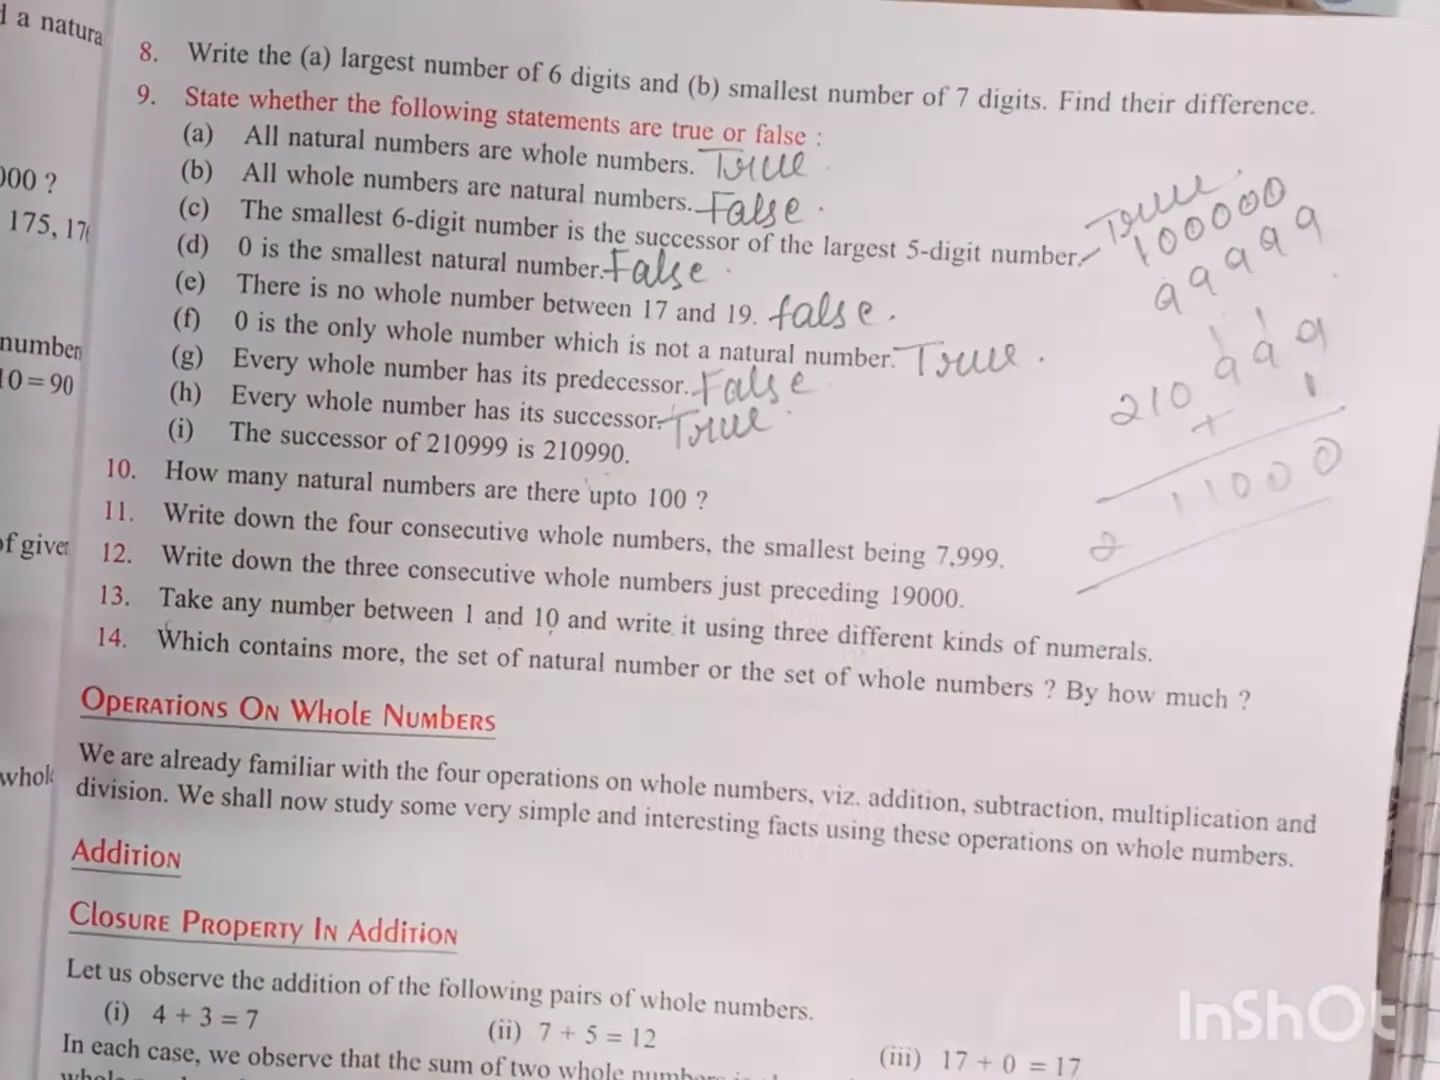 d a natura
8. Write the (a) largest number of 6 digits and (b) smallest number of 7 digits. Find their difference.
9. State whether the following statements are true or false :
(a) All natural numbers are whole numbers. True
(b) All whole numbers are natural numbers. False.
(c) The smallest 6-digit number is the successor of the largest 5-digit number. True.
100000
99999
000 ?
175, 176
(d) 0 is the smallest natural number. False.
(e) There is no whole number between 17 and 19. false.
(f) 0 is the only whole number which is not a natural number. True.
(g) Every whole number has its predecessor. False
(h) Every whole number has its successor. True.
(i) The successor of 210999 is 210990.
1 1
210999
+ 1
211000
number
10 = 90
10. How many natural numbers are there upto 100 ?
11. Write down the four consecutive whole numbers, the smallest being 7,999.
12. Write down the three consecutive whole numbers just preceding 19000.
of given
13. Take any number between 1 and 10 and write it using three different kinds of numerals.
14. Which contains more, the set of natural number or the set of whole numbers ? By how much ?
OPERATIONS ON WHOLE NUMBERS
We are already familiar with the four operations on whole numbers, viz. addition, subtraction, multiplication and
whole
division. We shall now study some very simple and interesting facts using these operations on whole numbers.
ADDITION
CLOSURE PROPERTY IN ADDITION
Let us observe the addition of the following pairs of whole numbers.
(i) 4 + 3 = 7 (ii) 7 + 5 = 12 (iii) 17 + 0 = 17
In each case, we observe that the sum of two whole numbers
InShOt